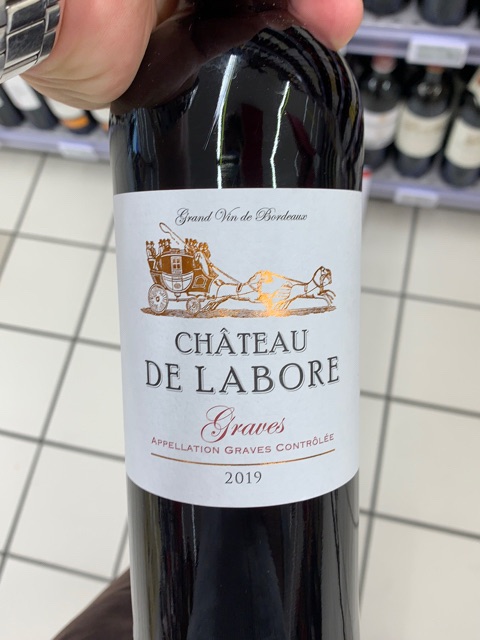 Grand Vin de Bordeaux
CHÂTEAU
DE LABORE
Graves
APPELLATION GRAVES CONTRÔLÉE
2019